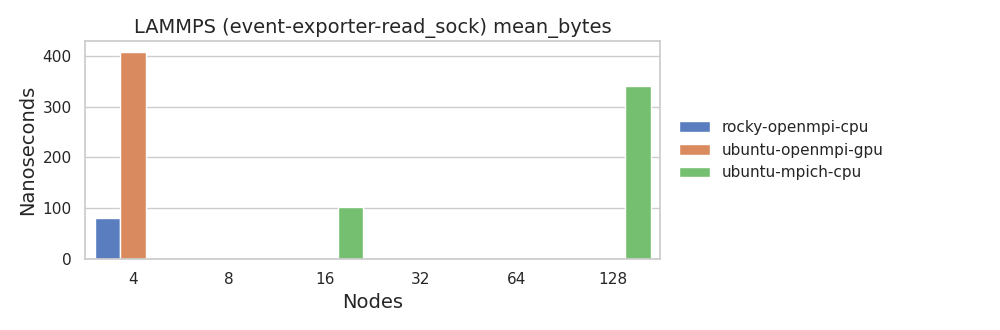 LAMMPS (event-exporter-read_sock) mean_bytes
Nanoseconds
400
300
200
100
0
4 8 16 32 64 128
Nodes
rocky-openmpi-cpu
ubuntu-openmpi-gpu
ubuntu-mpich-cpu